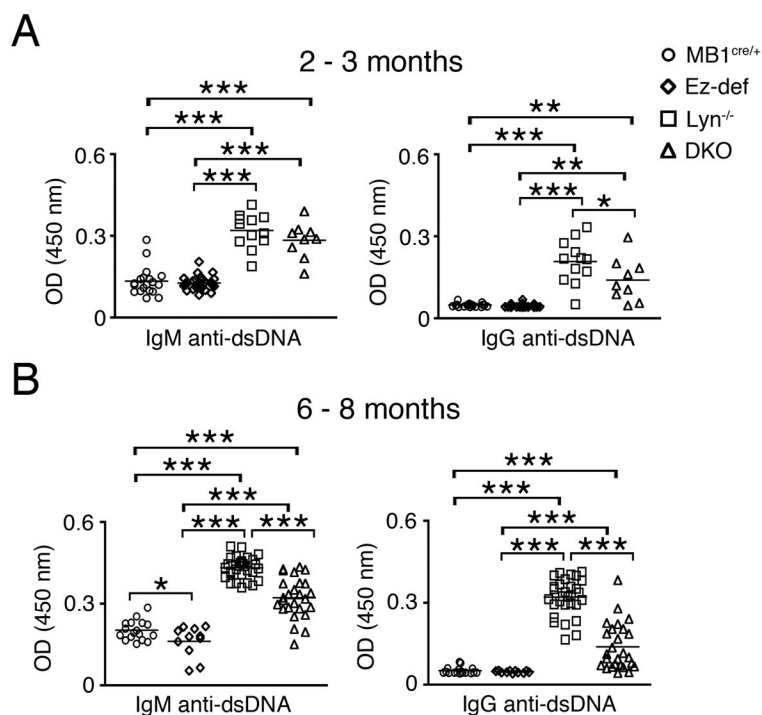 A
2 - 3 months
MB1cre/+
Ez-def
Lyn-/-
DKO
***
***
***
***
0.6
0.3
0
OD (450 nm)
IgM anti-dsDNA
**
***
**
***
*
0.6
0.3
0
OD (450 nm)
IgG anti-dsDNA
B
6 - 8 months
***
***
***
***
***
*
0.6
0.3
0
OD (450 nm)
IgM anti-dsDNA
***
***
***
***
***
0.6
0.3
0
OD (450 nm)
IgG anti-dsDNA